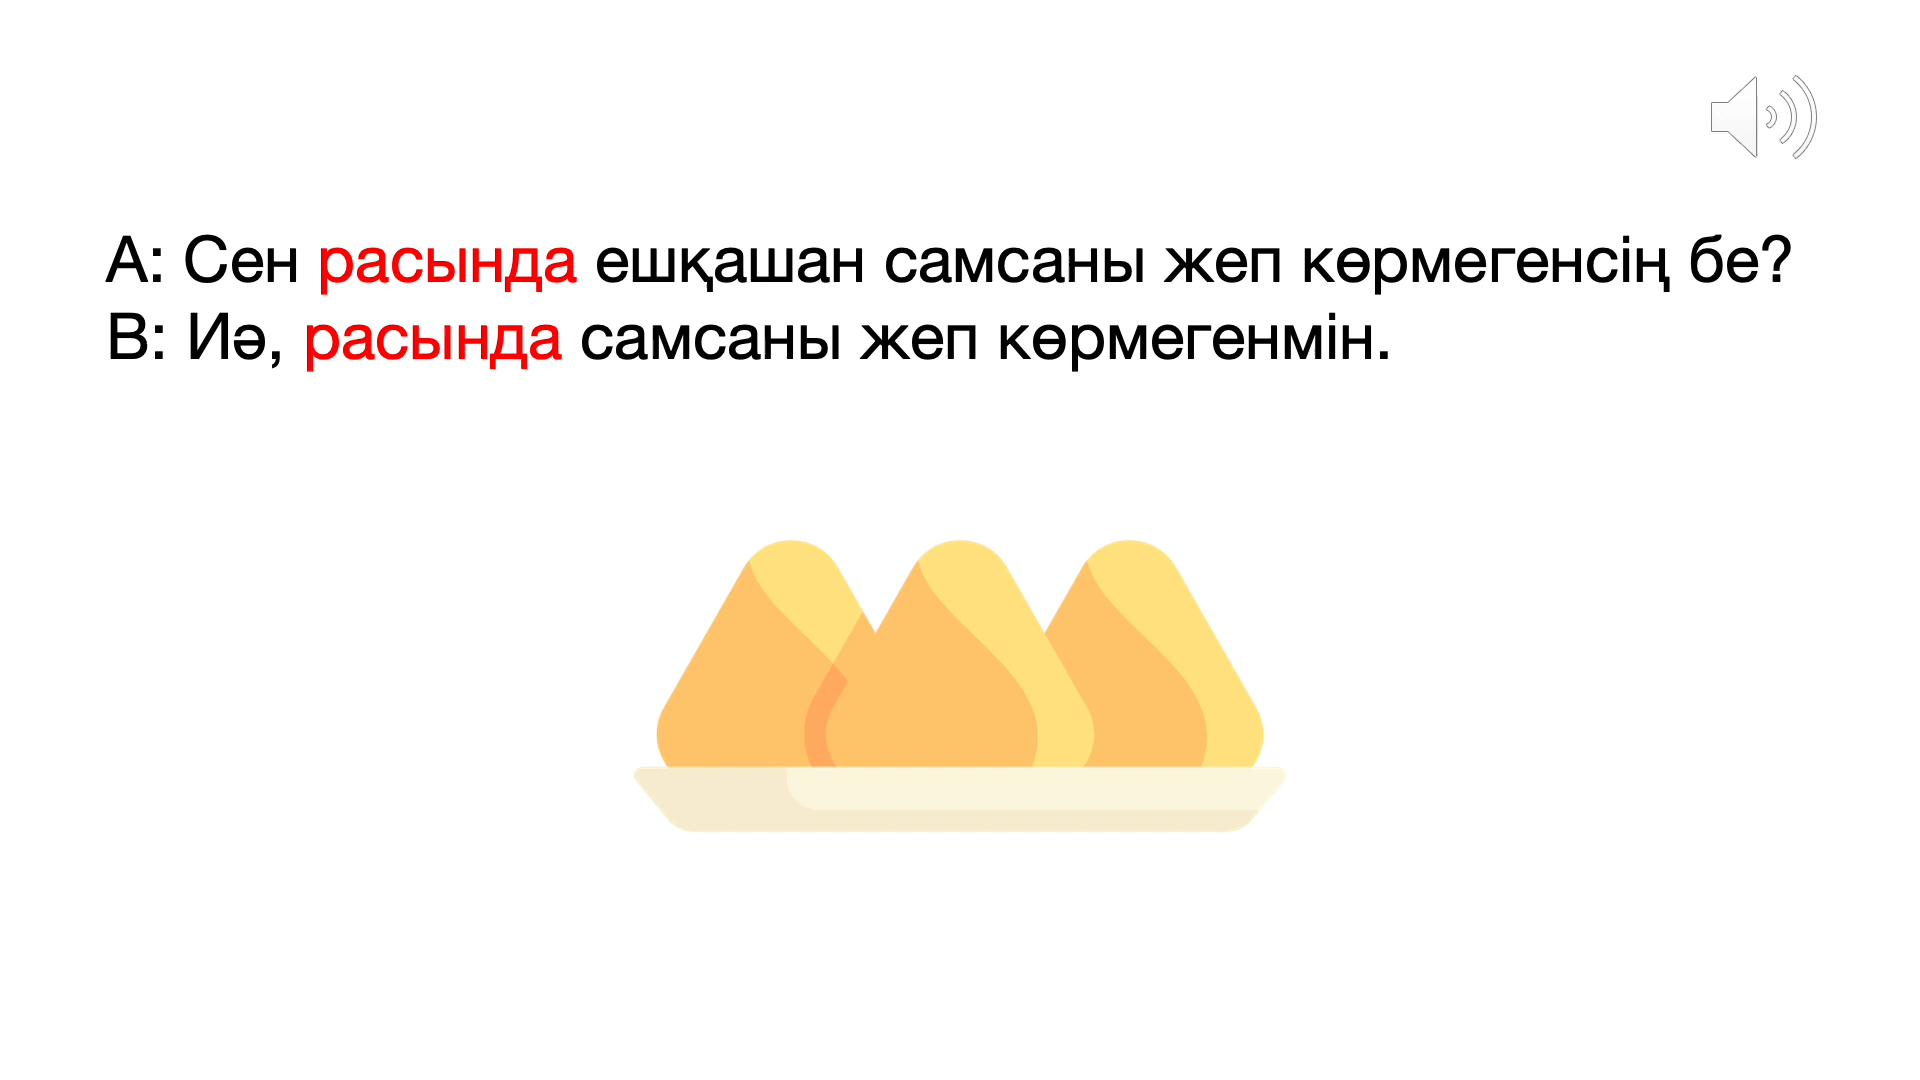 А: Сен расында ешқашан самсаны жеп көрмегенсің бе?
В: Иә, расында самсаны жеп көрмегенмін.